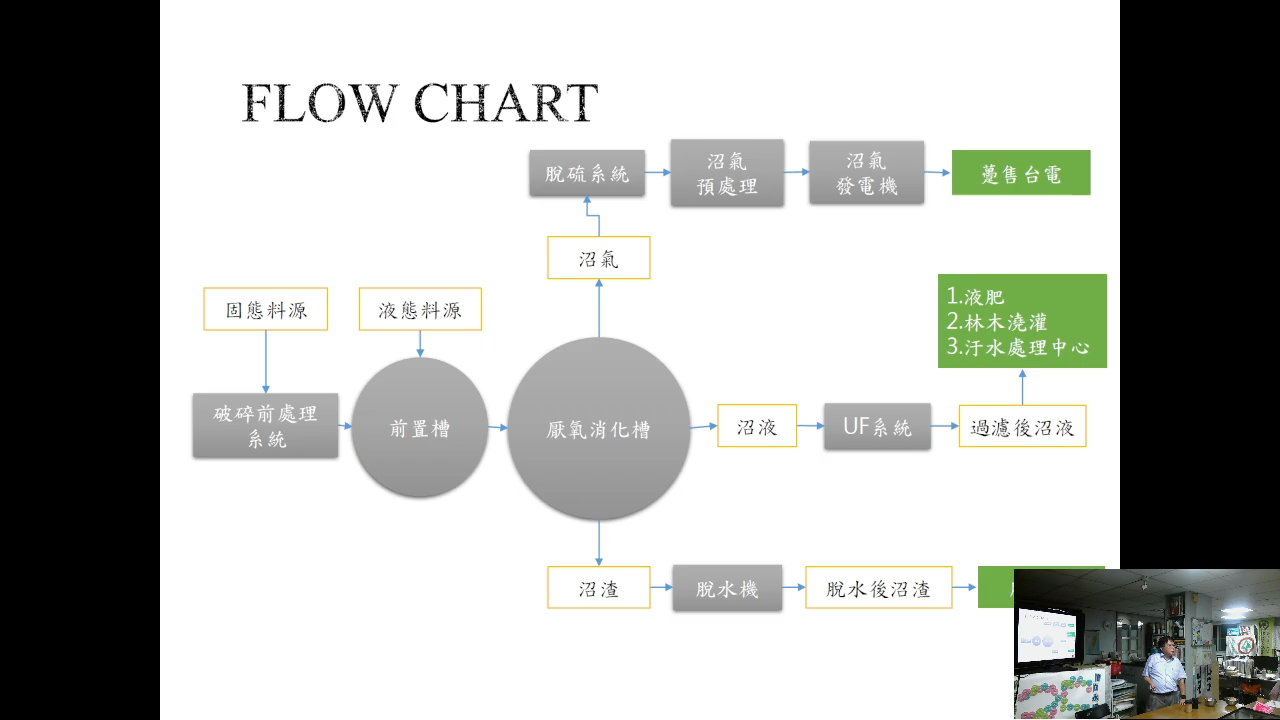 FLOW CHART
脫硫系統
沼氣
預處理
沼氣
發電機
躉售台電
沼氣
固態料源
液態料源
1.液肥
2.林木澆灌
3.汙水處理中心
破碎前處理
系統
前置槽
厭氧消化槽
沼液
UF系統
過濾後沼液
沼渣
脫水機
脫水後沼渣